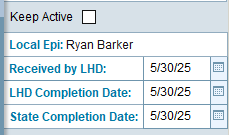 Keep Active
Local Epi: Ryan Barker
Received by LHD: 5/30/25
LHD Completion Date: 5/30/25
State Completion Date: 5/30/25